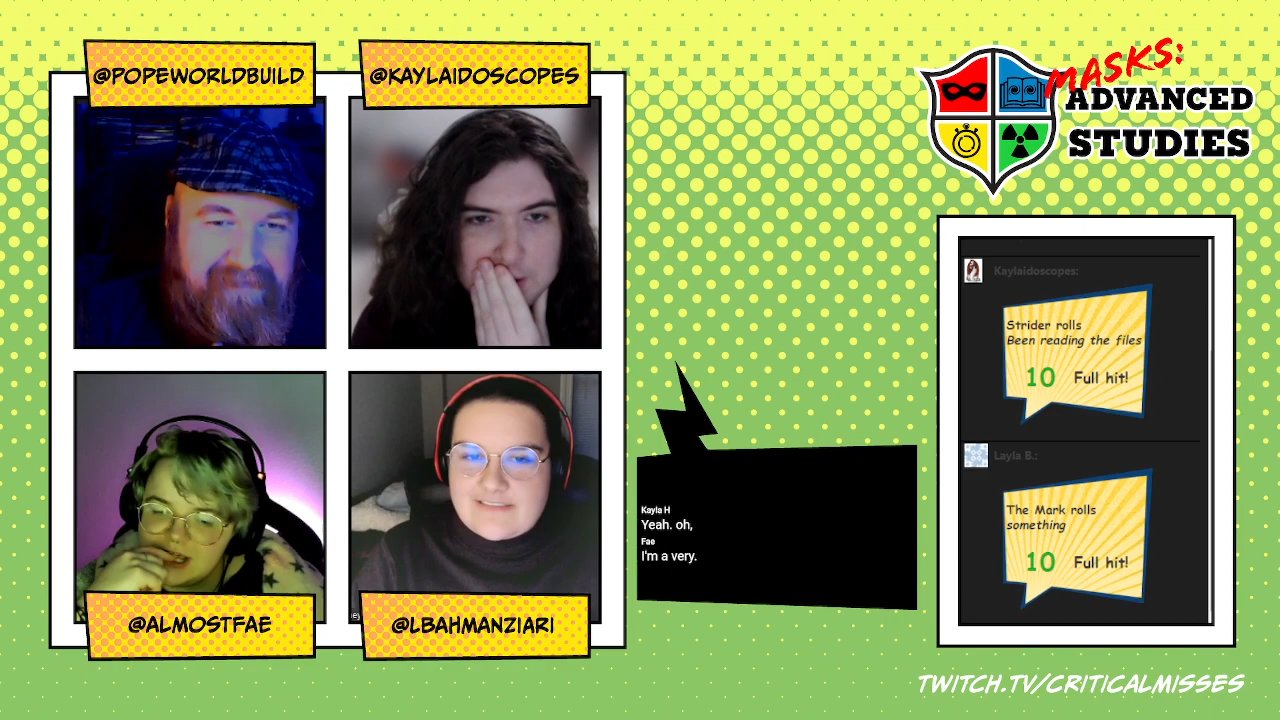 @POPEWORLDBUILD
@KAYLAIDOSCOPES
@ALMOSTFAE
@LBAHMANZIARI
Kayla H
Yeah. oh,
Fae
I'm a very.
MASKS:
ADVANCED
STUDIES
Kaylaidoscopes:
Strider rolls
Been reading the files
10 Full hit!
Layla B.:
The Mark rolls
something
10 Full hit!
TWITCH.TV/CRITICALMISSES